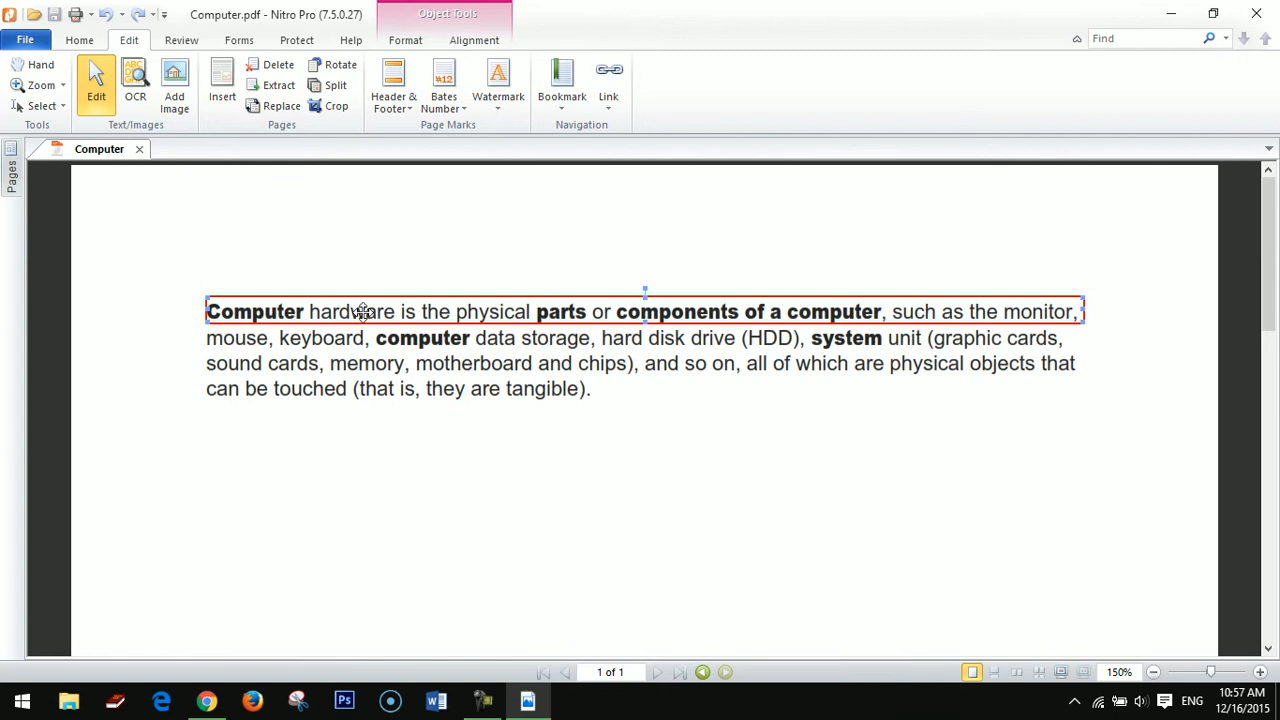 Computer.pdf - Nitro Pro (7.5.0.27)
Object Tools
File Home Edit Review Forms Protect Help Format Alignment
Find
Hand
Zoom
Select
Tools
Edit
OCR
Add Image
Text/Images
Insert
Delete
Extract
Replace
Rotate
Split
Crop
Pages
Header & Footer
Bates Number
Watermark
Page Marks
Bookmark
Link
Navigation
Computer
Pages
Computer hardware is the physical parts or components of a computer, such as the monitor,
mouse, keyboard, computer data storage, hard disk drive (HDD), system unit (graphic cards,
sound cards, memory, motherboard and chips), and so on, all of which are physical objects that
can be touched (that is, they are tangible).
1 of 1
150%
ENG
10:57 AM
12/16/2015